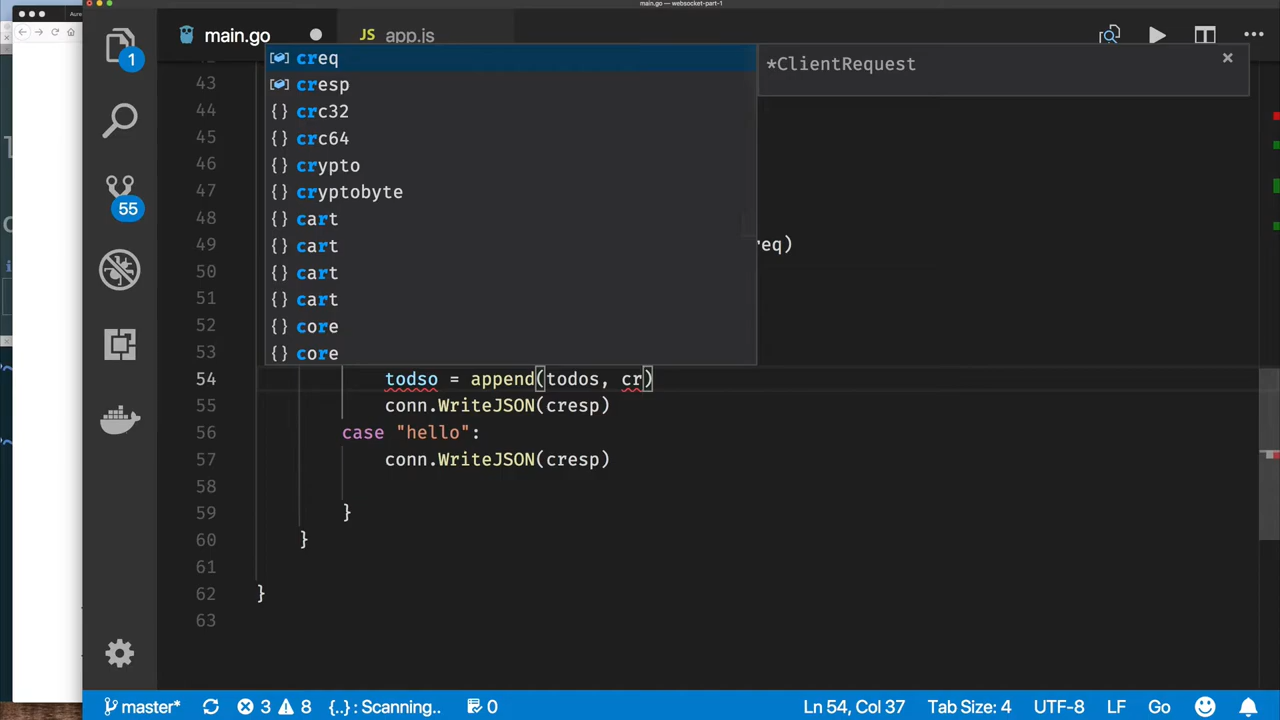 main.go — websocket-part-1
main.go
app.js
1
55
creq
*ClientRequest
cresp
crc32
crc64
crypto
cryptobyte
cart
cart
cart
cart
core
core
43
44
45
46
47
48
49 req)
50
51
52
53
54 todso = append(todos, cr)
55 conn.WriteJSON(cresp)
56 case "hello":
57 conn.WriteJSON(cresp)
58
59 }
60 }
61
62 }
63
master* 3 8 {..} : Scanning.. 0 Ln 54, Col 37 Tab Size: 4 UTF-8 LF Go